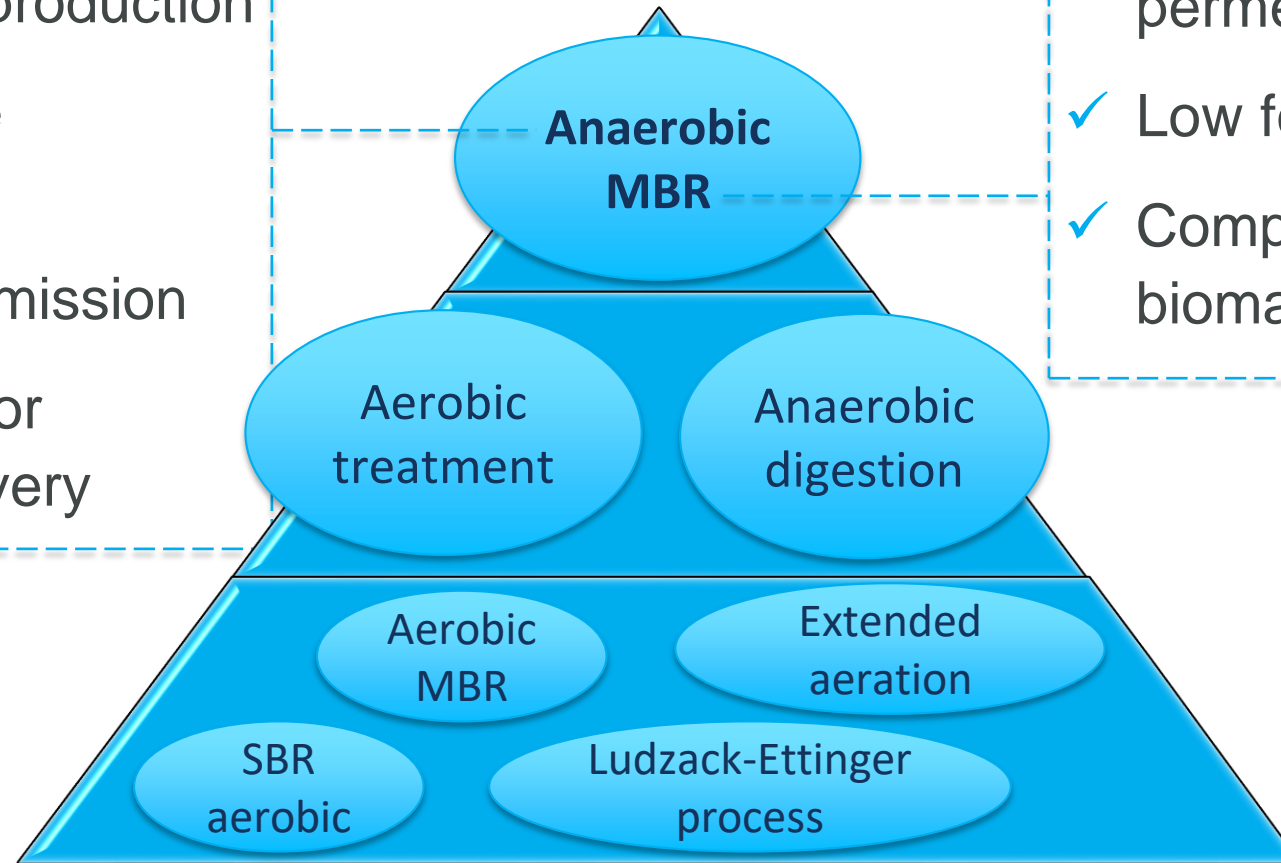 production
mission
or
very
Anaerobic
MBR
perme
Low fo
Comp
bioma
Aerobic
treatment
Anaerobic
digestion
Aerobic
MBR
Extended
aeration
SBR
aerobic
Ludzack-Ettinger
process